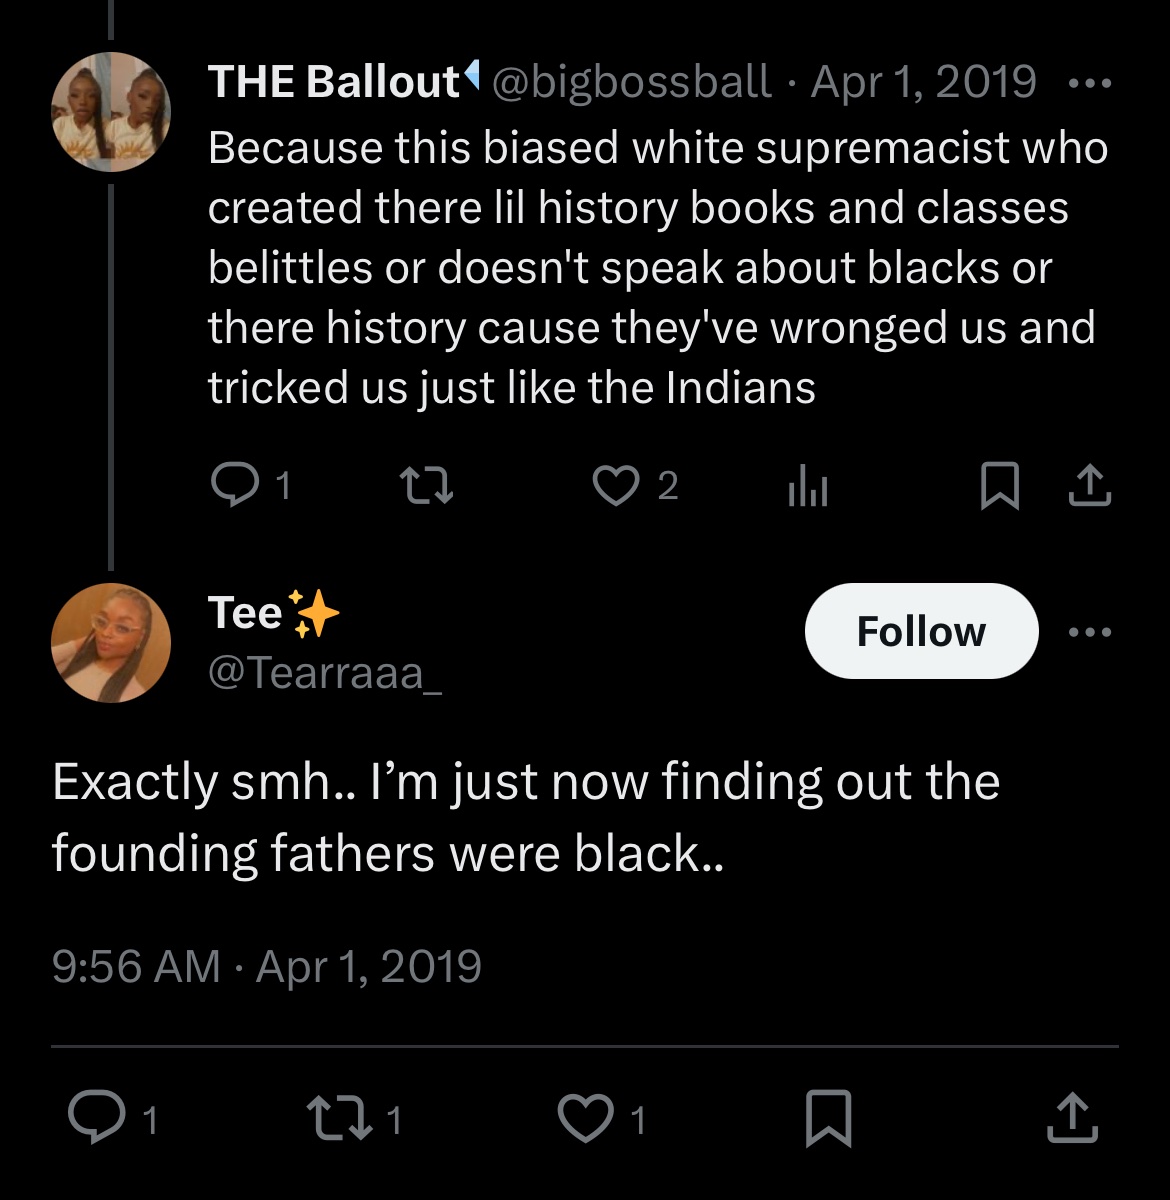 THE Ballout @bigbossball · Apr 1, 2019
Because this biased white supremacist who
created there lil history books and classes
belittles or doesn't speak about blacks or
there history cause they've wronged us and
tricked us just like the Indians
1 2
Tee✨
Follow
@Tearraaa_
Exactly smh.. I’m just now finding out the
founding fathers were black..
9:56 AM · Apr 1, 2019
1 1 1